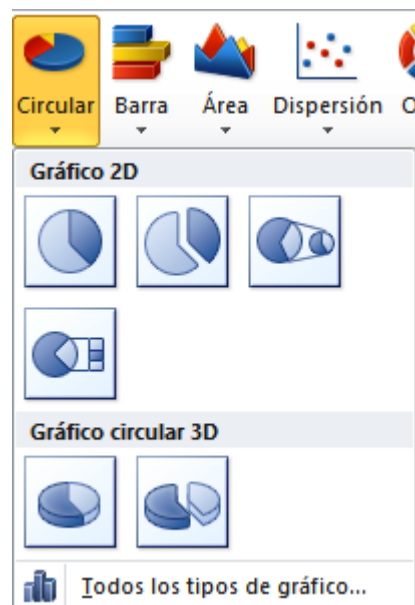 Circular Barra Área Dispersión O
Gráfico 2D
Gráfico circular 3D
Todos los tipos de gráfico...